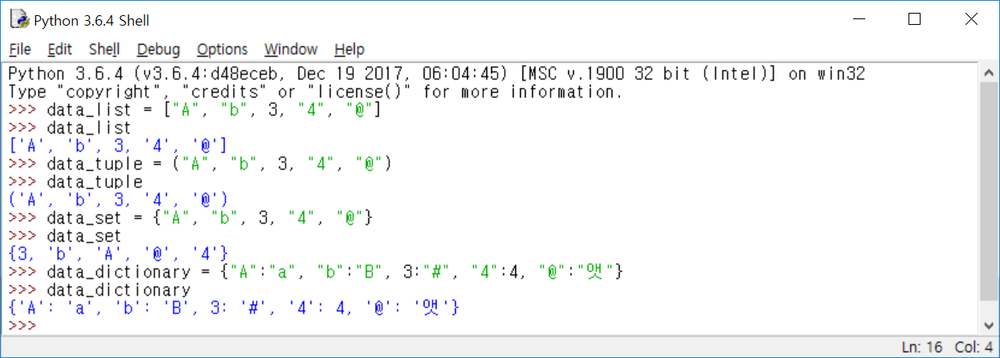 Python 3.6.4 Shell
File Edit Shell Debug Options Window Help
Python 3.6.4 (v3.6.4:d48eceb, Dec 19 2017, 06:04:45) [MSC v.1900 32 bit (Intel)] on win32
Type "copyright", "credits" or "license()" for more information.
>>> data_list = ["A", "b", 3, "4", "@"]
>>> data_list
['A', 'b', 3, '4', '@']
>>> data_tuple = ("A", "b", 3, "4", "@")
>>> data_tuple
('A', 'b', 3, '4', '@')
>>> data_set = {"A", "b", 3, "4", "@"}
>>> data_set
{3, 'b', 'A', '@', '4'}
>>> data_dictionary = {"A":"a", "b":"B", 3:"#", "4":4, "@":"앳"}
>>> data_dictionary
{'A': 'a', 'b': 'B', 3: '#', '4': 4, '@': '앳'}
>>>
Ln: 16 Col: 4